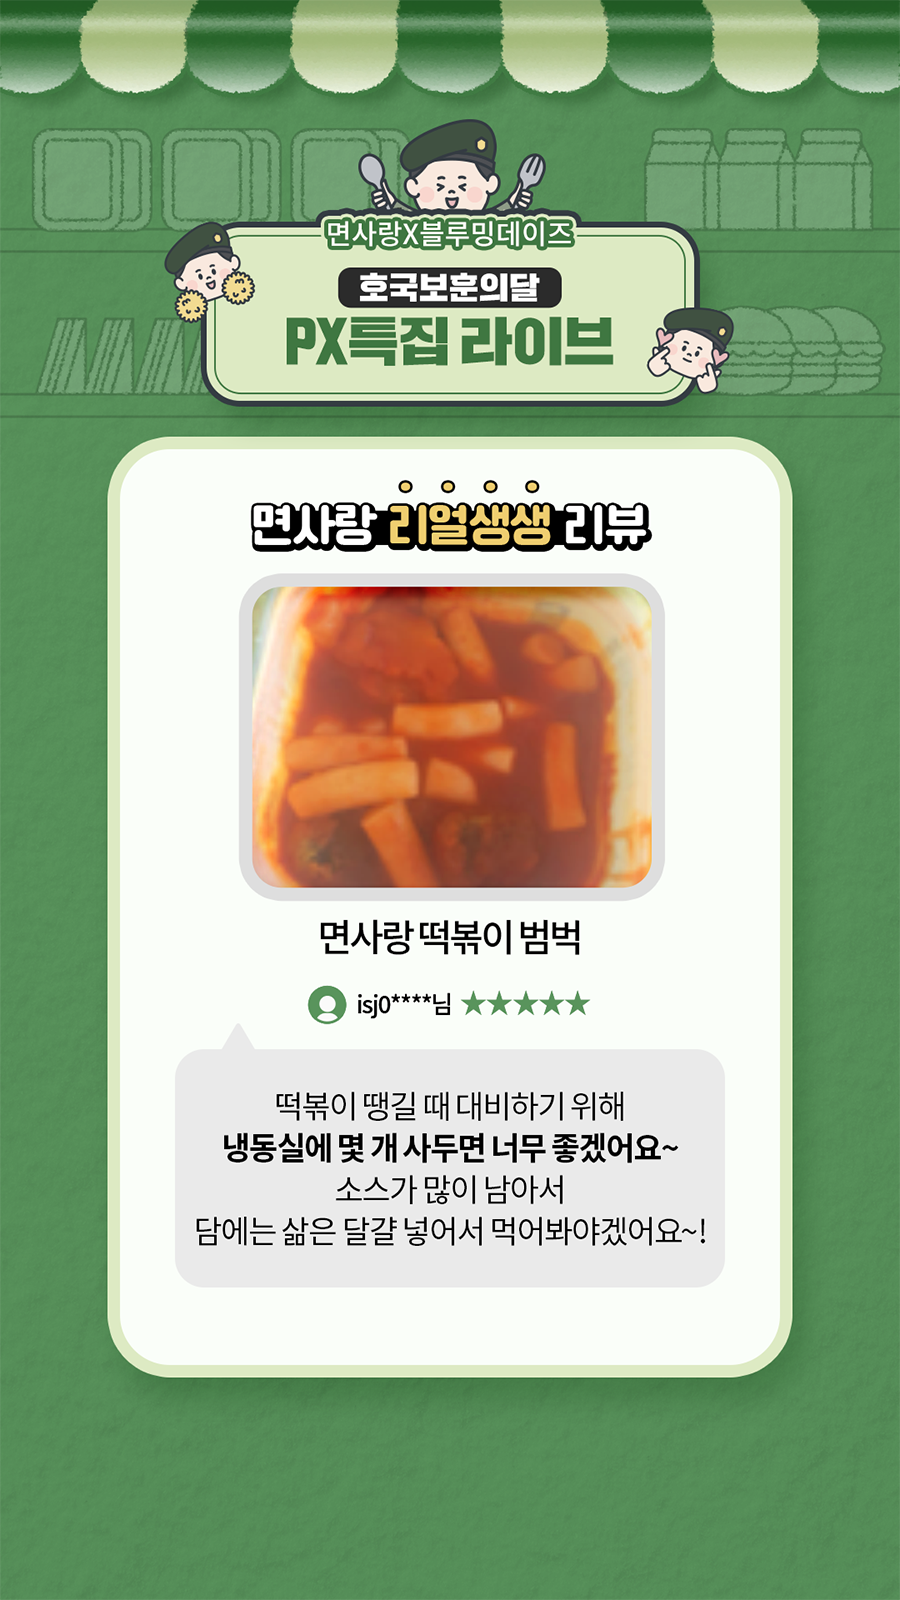 면사랑X블루밍데이즈
호국보훈의달
PX특집 라이브
면사랑 리얼생생 리뷰
면사랑 떡볶이 범벅
isj0****님 ★★★★★
떡볶이 땡길 때 대비하기 위해
냉동실에 몇 개 사두면 너무 좋겠어요~
소스가 많이 남아서
담에는 삶은 달걀 넣어서 먹어봐야겠어요~!